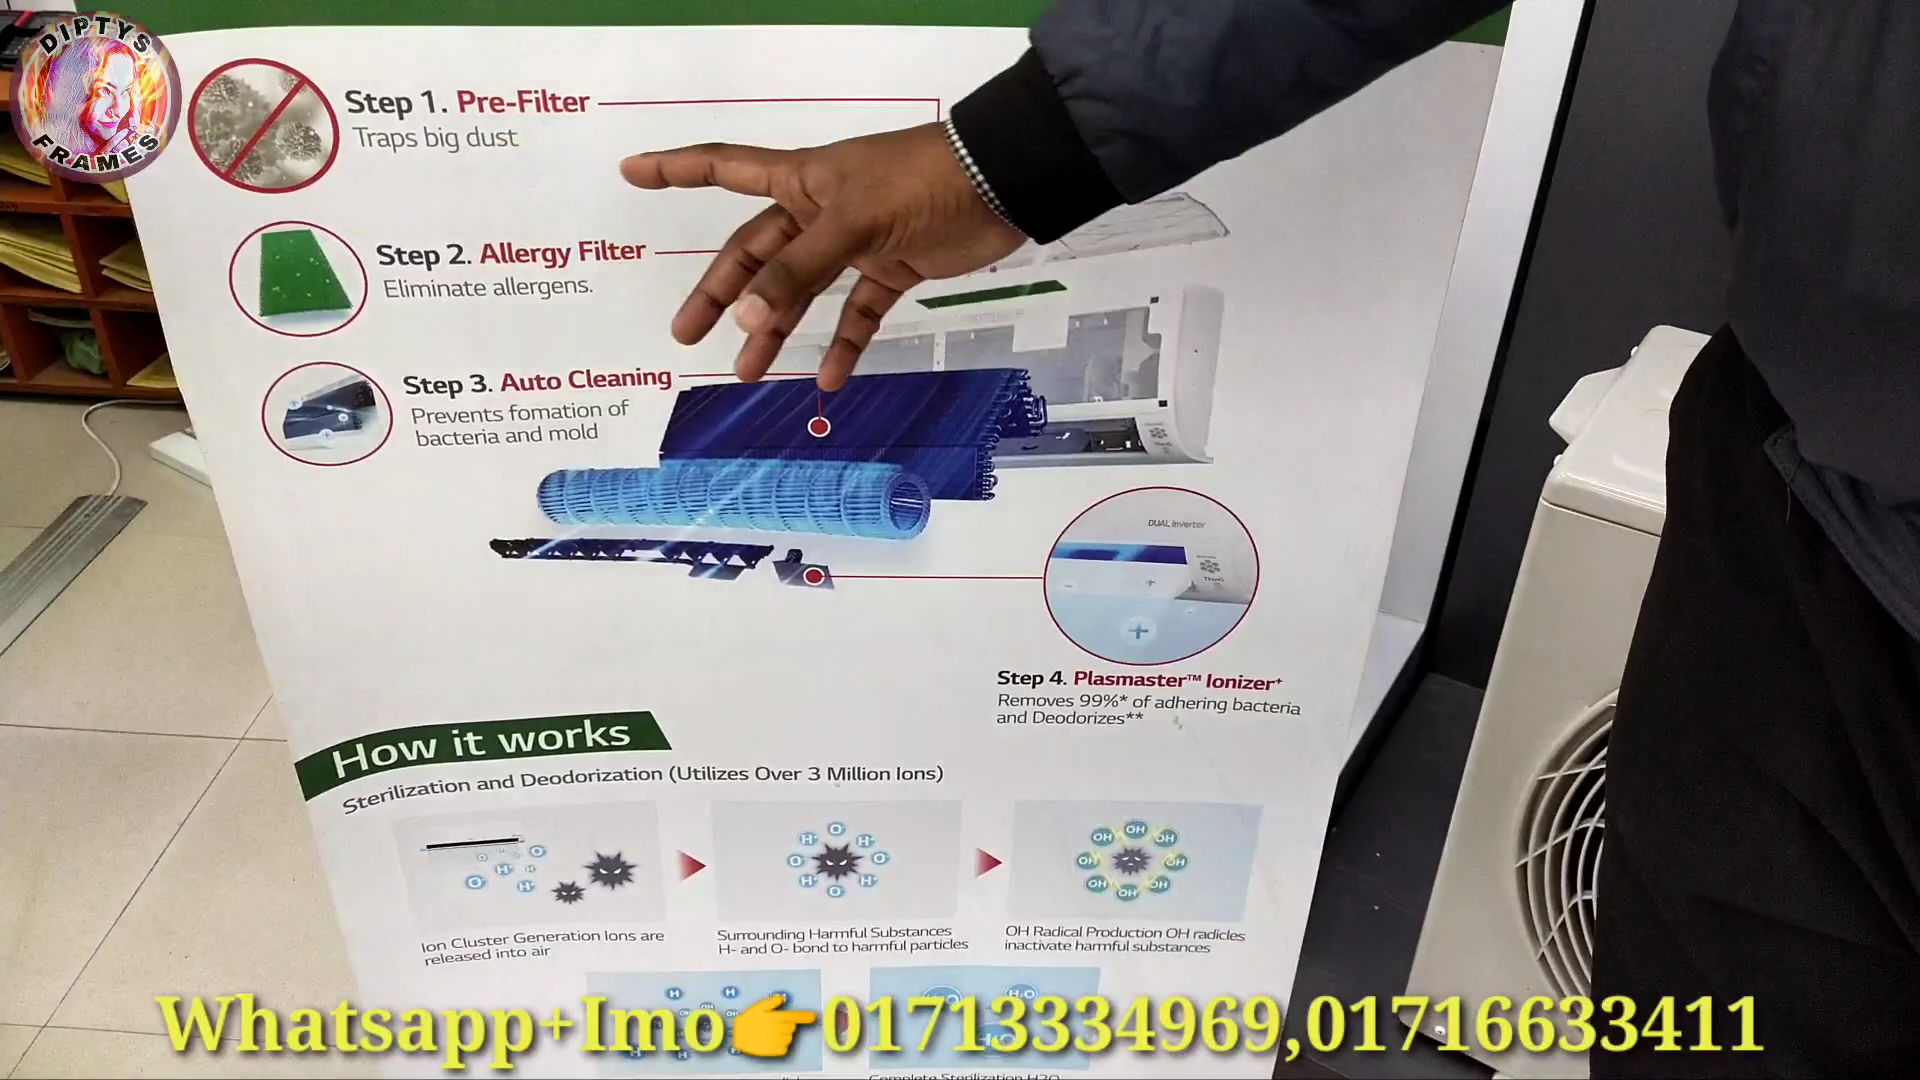 DIPTYS
FRAMES
Step 1. Pre-Filter
Traps big dust
Step 2. Allergy Filter
Eliminate allergens.
Step 3. Auto Cleaning
Prevents fomation of
bacteria and mold
DUAL Inverter
ThinQ
Step 4. Plasmaster™ Ionizer+
Removes 99%* of adhering bacteria
and Deodorizes**
How it works
Sterilization and Deodorization (Utilizes Over 3 Million Ions)
Ion Cluster Generation Ions are
released into air
Surrounding Harmful Substances
H- and O- bond to harmful particles
OH Radical Production OH radicles
inactivate harmful substances
Whatsapp+Imo👉01713334969,01716633411
Complete Sterilization H2O